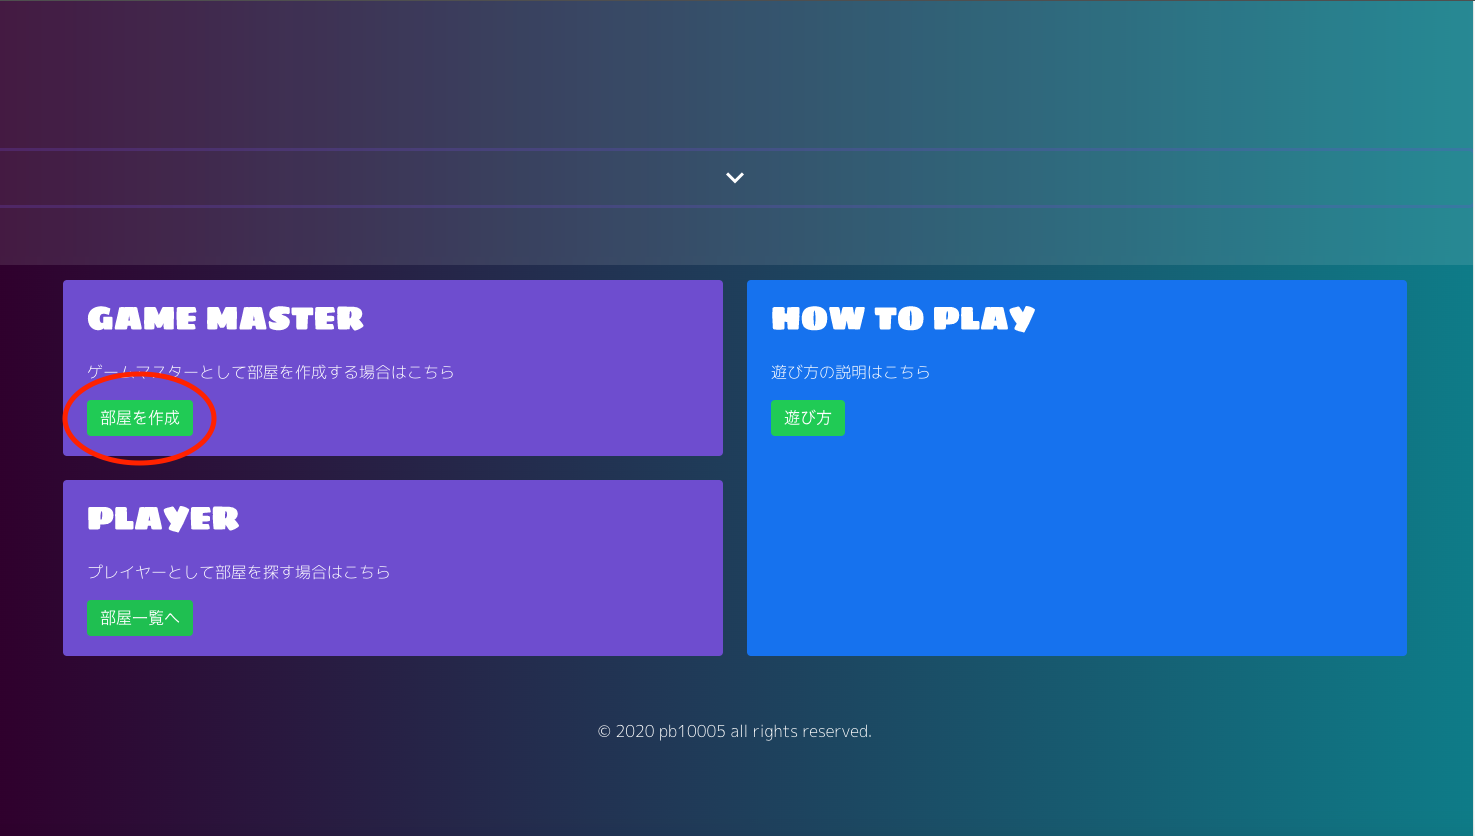 GAME MASTER
ゲームマスターとして部屋を作成する場合はこちら
部屋を作成
PLAYER
プレイヤーとして部屋を探す場合はこちら
部屋一覧へ
HOW TO PLAY
遊び方の説明はこちら
遊び方
© 2020 pb10005 all rights reserved.